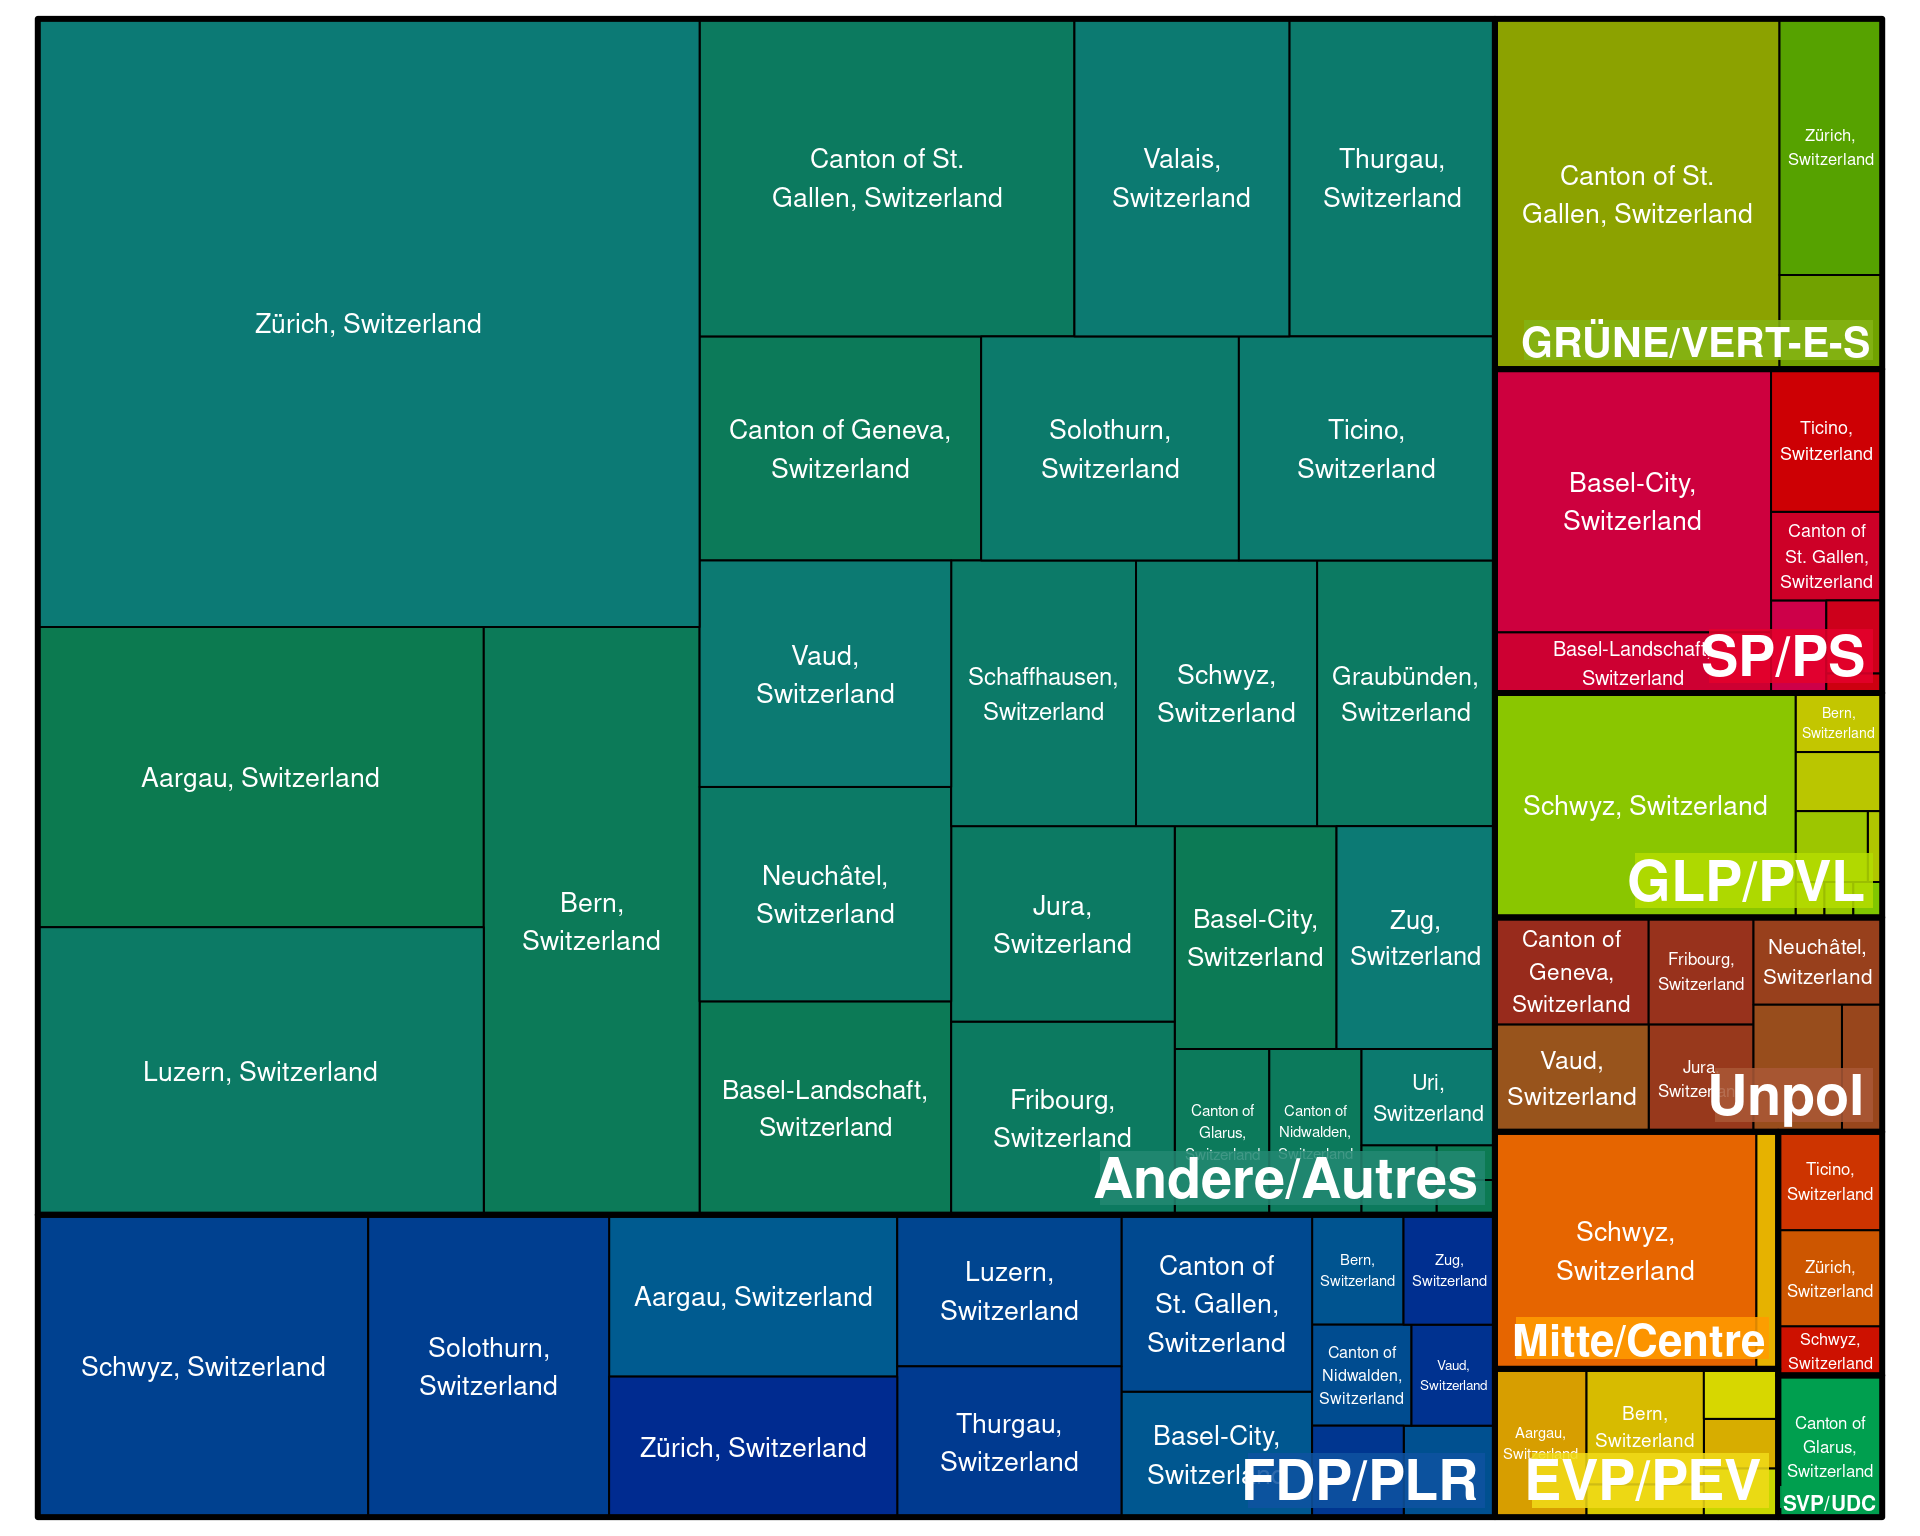 Zürich, Switzerland
Canton of St.
Gallen, Switzerland
Valais,
Switzerland
Thurgau,
Switzerland
Canton of Geneva,
Switzerland
Solothurn,
Switzerland
Ticino,
Switzerland
Aargau, Switzerland
Bern,
Switzerland
Luzern, Switzerland
Vaud,
Switzerland
Schaffhausen,
Switzerland
Schwyz,
Switzerland
Graubünden,
Switzerland
Neuchâtel,
Switzerland
Jura,
Switzerland
Basel-City,
Switzerland
Zug,
Switzerland
Basel-Landschaft,
Switzerland
Fribourg,
Switzerland
Canton of
Glarus,
Switzerland
Canton of
Nidwalden,
Switzerland
Uri,
Switzerland
Andere/Autres
Schwyz, Switzerland
Solothurn,
Switzerland
Aargau, Switzerland
Zürich, Switzerland
Luzern,
Switzerland
Thurgau,
Switzerland
Canton of
St. Gallen,
Switzerland
Basel-City,
Switzerland
Bern,
Switzerland
Zug,
Switzerland
Canton of
Nidwalden,
Switzerland
Vaud,
Switzerland
FDP/PLR
Canton of St.
Gallen, Switzerland
Zürich,
Switzerland
GRÜNE/VERT-E-S
Basel-City,
Switzerland
Ticino,
Switzerland
Canton of
St. Gallen,
Switzerland
Basel-Landschaft,
Switzerland
SP/PS
Schwyz, Switzerland
Bern,
Switzerland
GLP/PVL
Canton of
Geneva,
Switzerland
Fribourg,
Switzerland
Neuchâtel,
Switzerland
Vaud,
Switzerland
Jura,
Switzerland
Unpol
Schwyz,
Switzerland
Mitte/Centre
Ticino,
Switzerland
Zürich,
Switzerland
Schwyz,
Switzerland
Aargau,
Switzerland
Bern,
Switzerland
EVP/PEV
Canton of
Glarus,
Switzerland
SVP/UDC